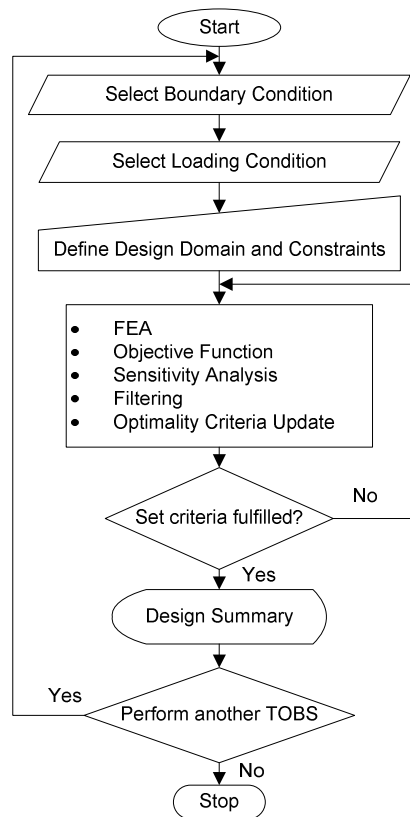 Start
Select Boundary Condition
Select Loading Condition
Define Design Domain and Constraints
• FEA
• Objective Function
• Sensitivity Analysis
• Filtering
• Optimality Criteria Update
No
Set criteria fulfilled?
Yes
Design Summary
Yes
Perform another TOBS
No
Stop